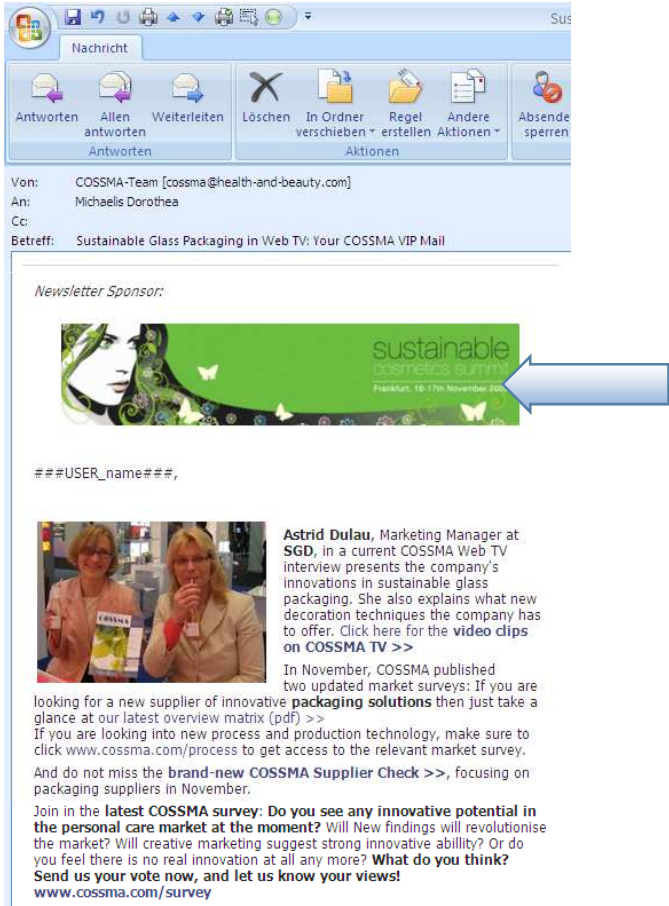 Sus
Nachricht
Antworten Allen antworten Weiterleiten Löschen In Ordner verschieben Regel erstellen Andere Aktionen Absende sperren
Antworten Aktionen
Von: COSSMA-Team [cossma@health-and-beauty.com]
An: Michaelis Dorothea
Cc:
Betreff: Sustainable Glass Packaging in Web TV: Your COSSMA VIP Mail
Newsletter Sponsor:
sustainable
cosmetics summit
Frankfurt, 16-17th November
###USER_name###,
COSSMA
Astrid Dulau, Marketing Manager at
SGD, in a current COSSMA Web TV
interview presents the company's
innovations in sustainable glass
packaging. She also explains what new
decoration techniques the company has
to offer. Click here for the video clips
on COSSMA TV >>
In November, COSSMA published
two updated market surveys: If you are
looking for a new supplier of innovative packaging solutions then just take a
glance at our latest overview matrix (pdf) >>
If you are looking into new process and production technology, make sure to
click www.cossma.com/process to get access to the relevant market survey.
And do not miss the brand-new COSSMA Supplier Check >>, focusing on
packaging suppliers in November.
Join in the latest COSSMA survey: Do you see any innovative potential in
the personal care market at the moment? Will New findings will revolutionise
the market? Will creative marketing suggest strong innovative abillity? Or do
you feel there is no real innovation at all any more? What do you think?
Send us your vote now, and let us know your views!
www.cossma.com/survey